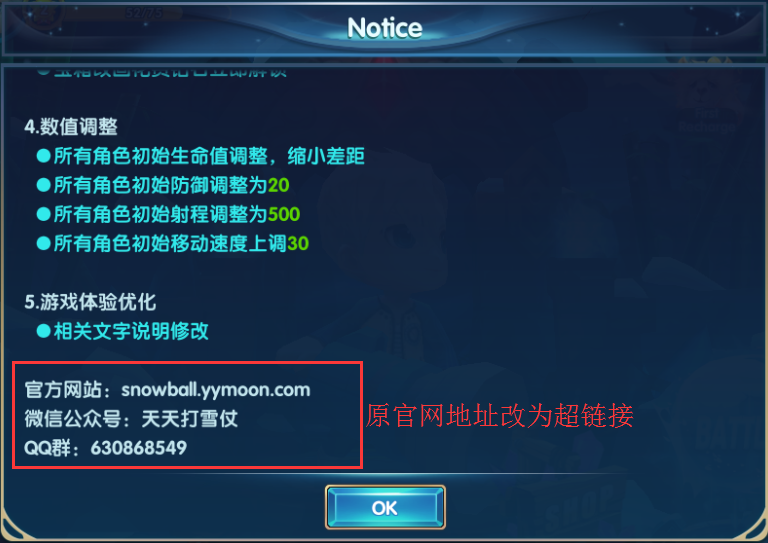 Notice
4.数值调整
●所有角色初始生命值调整，缩小差距
●所有角色初始防御调整为20
●所有角色初始射程调整为500
●所有角色初始移动速度上调30
5.游戏体验优化
●相关文字说明修改
官方网站：snowball.yymoon.com
微信公众号：天天打雪仗
QQ群：630868549
原官网地址改为超链接
OK